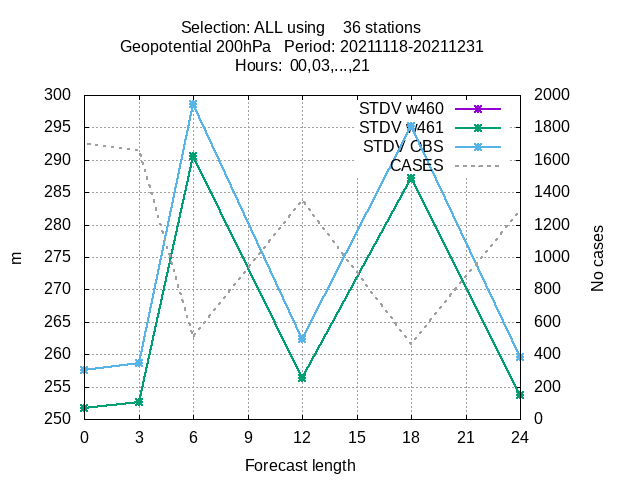 Selection: ALL using    36 stations
Geopotential 200hPa   Period: 20211118-20211231
Hours:  00,03,...,21
300 2000
STDV w460
295 STDV w461 1800
STDV OBS
290 CASES 1600
285 1400
280 1200
275 1000
m
270 800
265 600
260 400
255 200
250 0
No cases
0 3 6 9 12 15 18 21 24
Forecast length